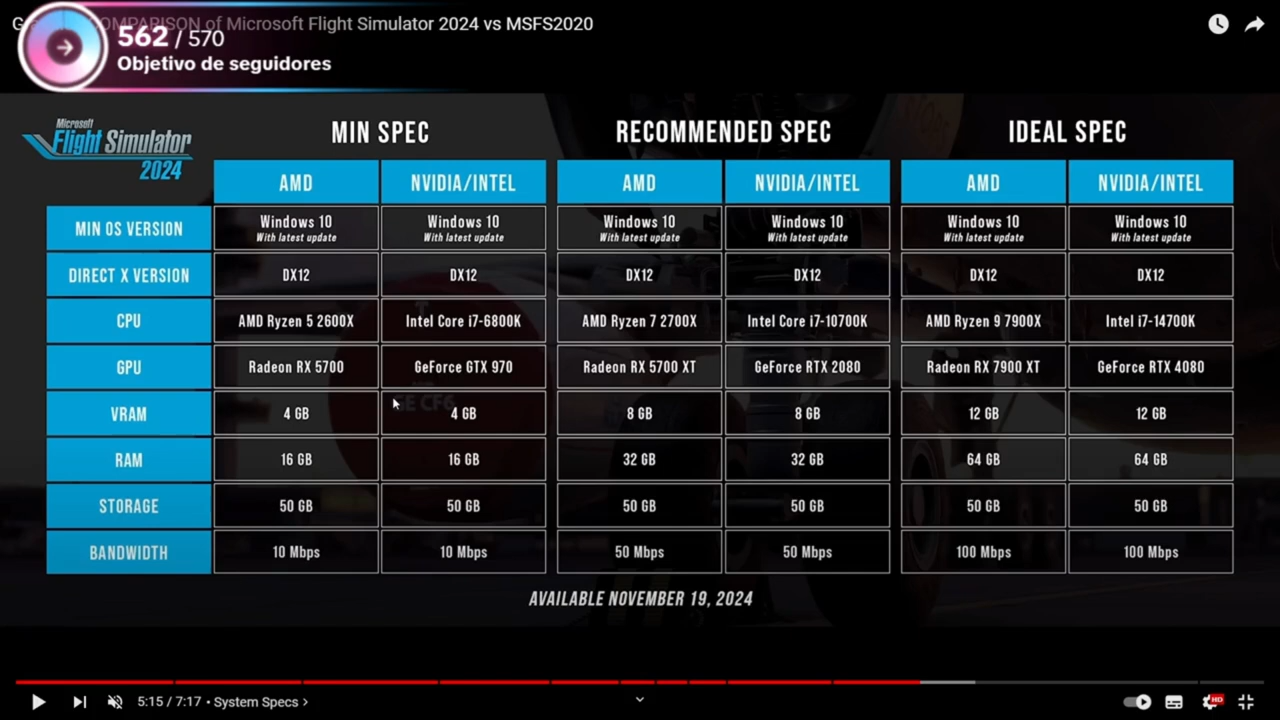 COMPARISON of Microsoft Flight Simulator 2024 vs MSFS2020
562 / 570
Objetivo de seguidores
Microsoft
Flight Simulator
2024
MIN SPEC RECOMMENDED SPEC IDEAL SPEC
AMD NVIDIA/INTEL AMD NVIDIA/INTEL AMD NVIDIA/INTEL
MIN OS VERSION Windows 10 Windows 10 Windows 10 Windows 10 Windows 10 Windows 10
With latest update With latest update With latest update With latest update With latest update With latest update
DIRECT X VERSION DX12 DX12 DX12 DX12 DX12 DX12
CPU AMD Ryzen 5 2600X Intel Core i7-6800K AMD Ryzen 7 2700X Intel Core i7-10700K AMD Ryzen 9 7900X Intel i7-14700K
GPU Radeon RX 5700 GeForce GTX 970 Radeon RX 5700 XT GeForce RTX 2080 Radeon RX 7900 XT GeForce RTX 4080
GE CF6
VRAM 4 GB 4 GB 8 GB 8 GB 12 GB 12 GB
RAM 16 GB 16 GB 32 GB 32 GB 64 GB 64 GB
STORAGE 50 GB 50 GB 50 GB 50 GB 50 GB 50 GB
BANDWIDTH 10 Mbps 10 Mbps 50 Mbps 50 Mbps 100 Mbps 100 Mbps
AVAILABLE NOVEMBER 19, 2024
5:15 / 7:17 • System Specs >
HD